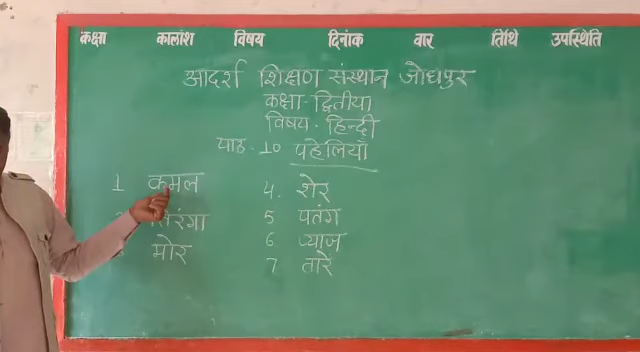 कक्षा कालांश विषय दिनांक वार तिथि उपस्थिति
आदर्श शिक्षण संस्थान जोधपुर
कक्षा-द्वितीया
विषय. हिन्दी
पाठ. 10 पहेलियाँ
1 कमल
तिरंगा
मोर
4. शेर
5 पतंग
6 प्याज
7 तारे